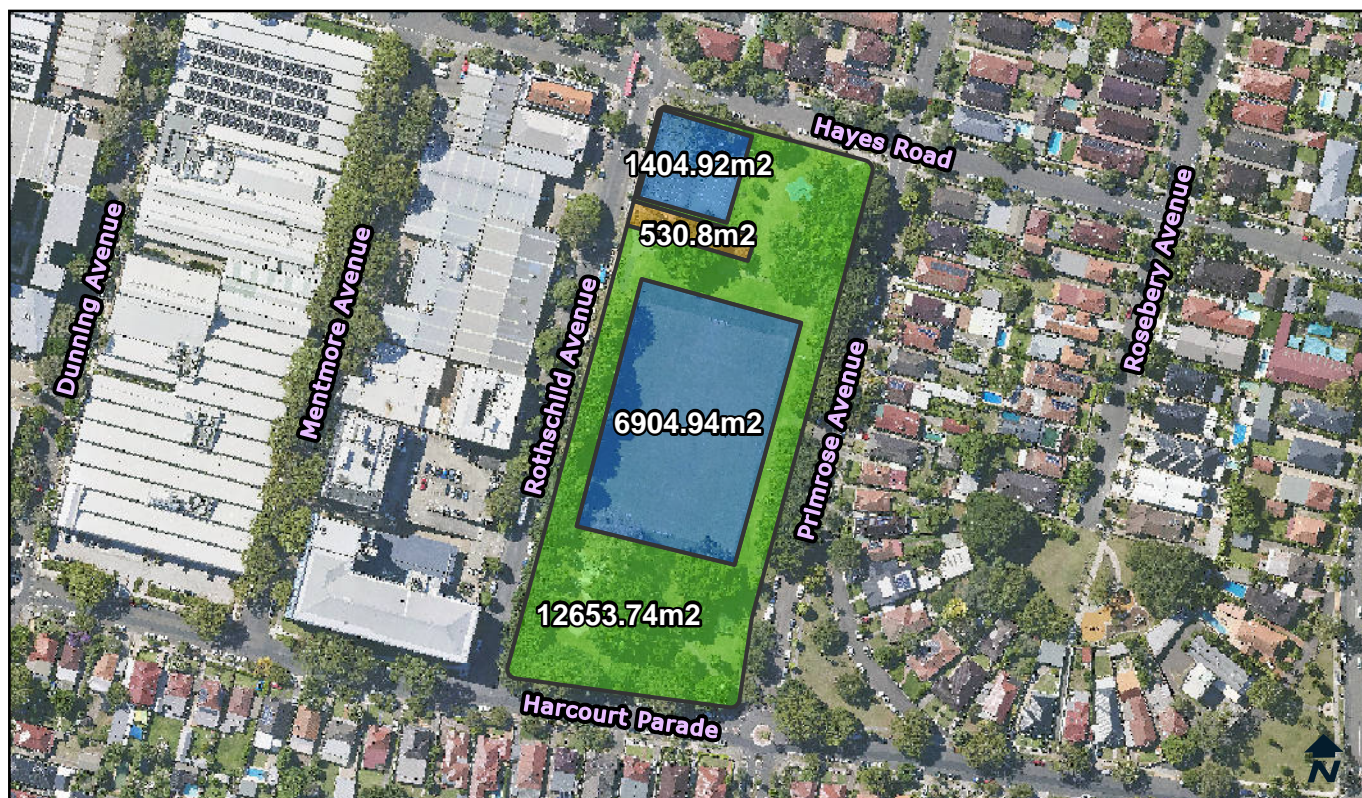 Hayes Road
1404.92m2
530.8m2
Rosebery Avenue
Dunning Avenue
Mentmore Avenue
Rothschild Avenue
6904.94m2
Primrose Avenue
12653.74m2
Harcourt Parade
N